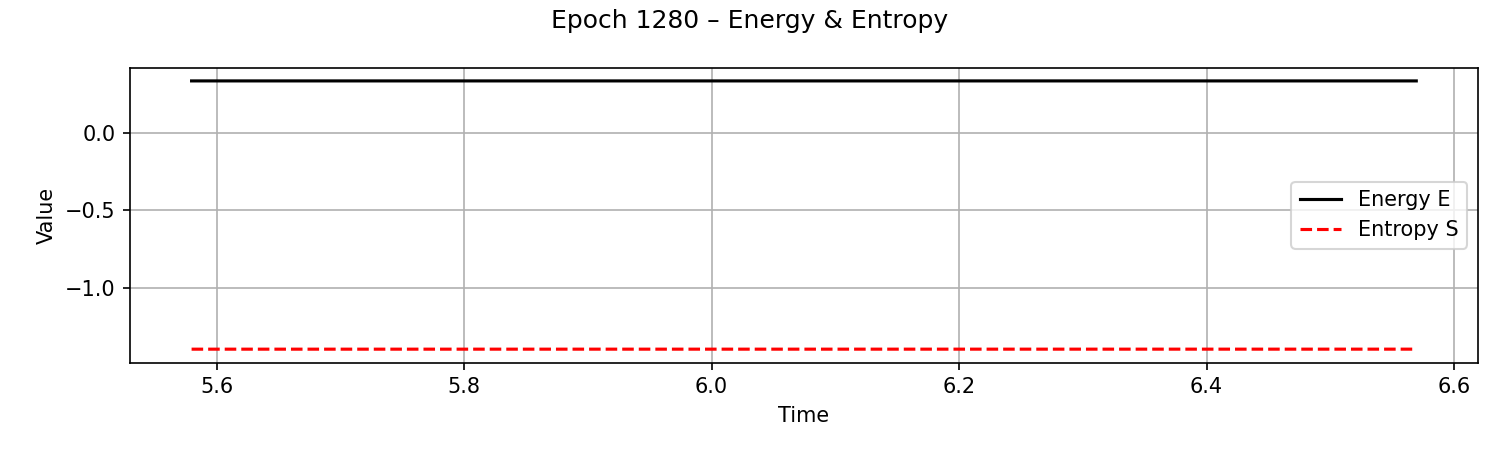 Epoch 1280 – Energy & Entropy
Value
0.0
−0.5
−1.0
Energy E
Entropy S
5.6 5.8 6.0 6.2 6.4 6.6
Time